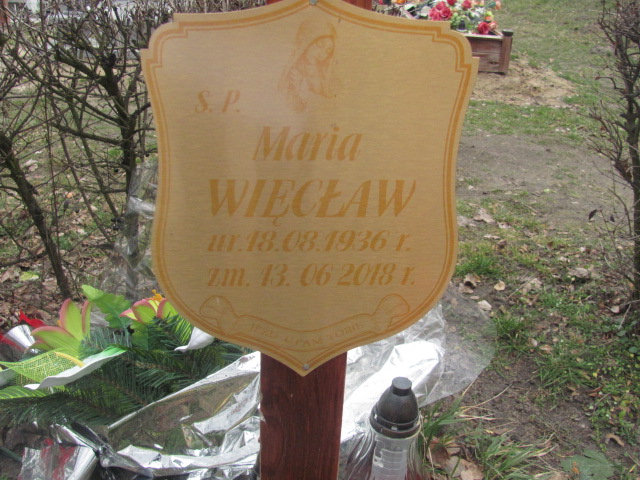 Ś. P.
Maria
WIĘCŁAW
ur.18.08.1936 r.
zm. 13. 06 2018 r.